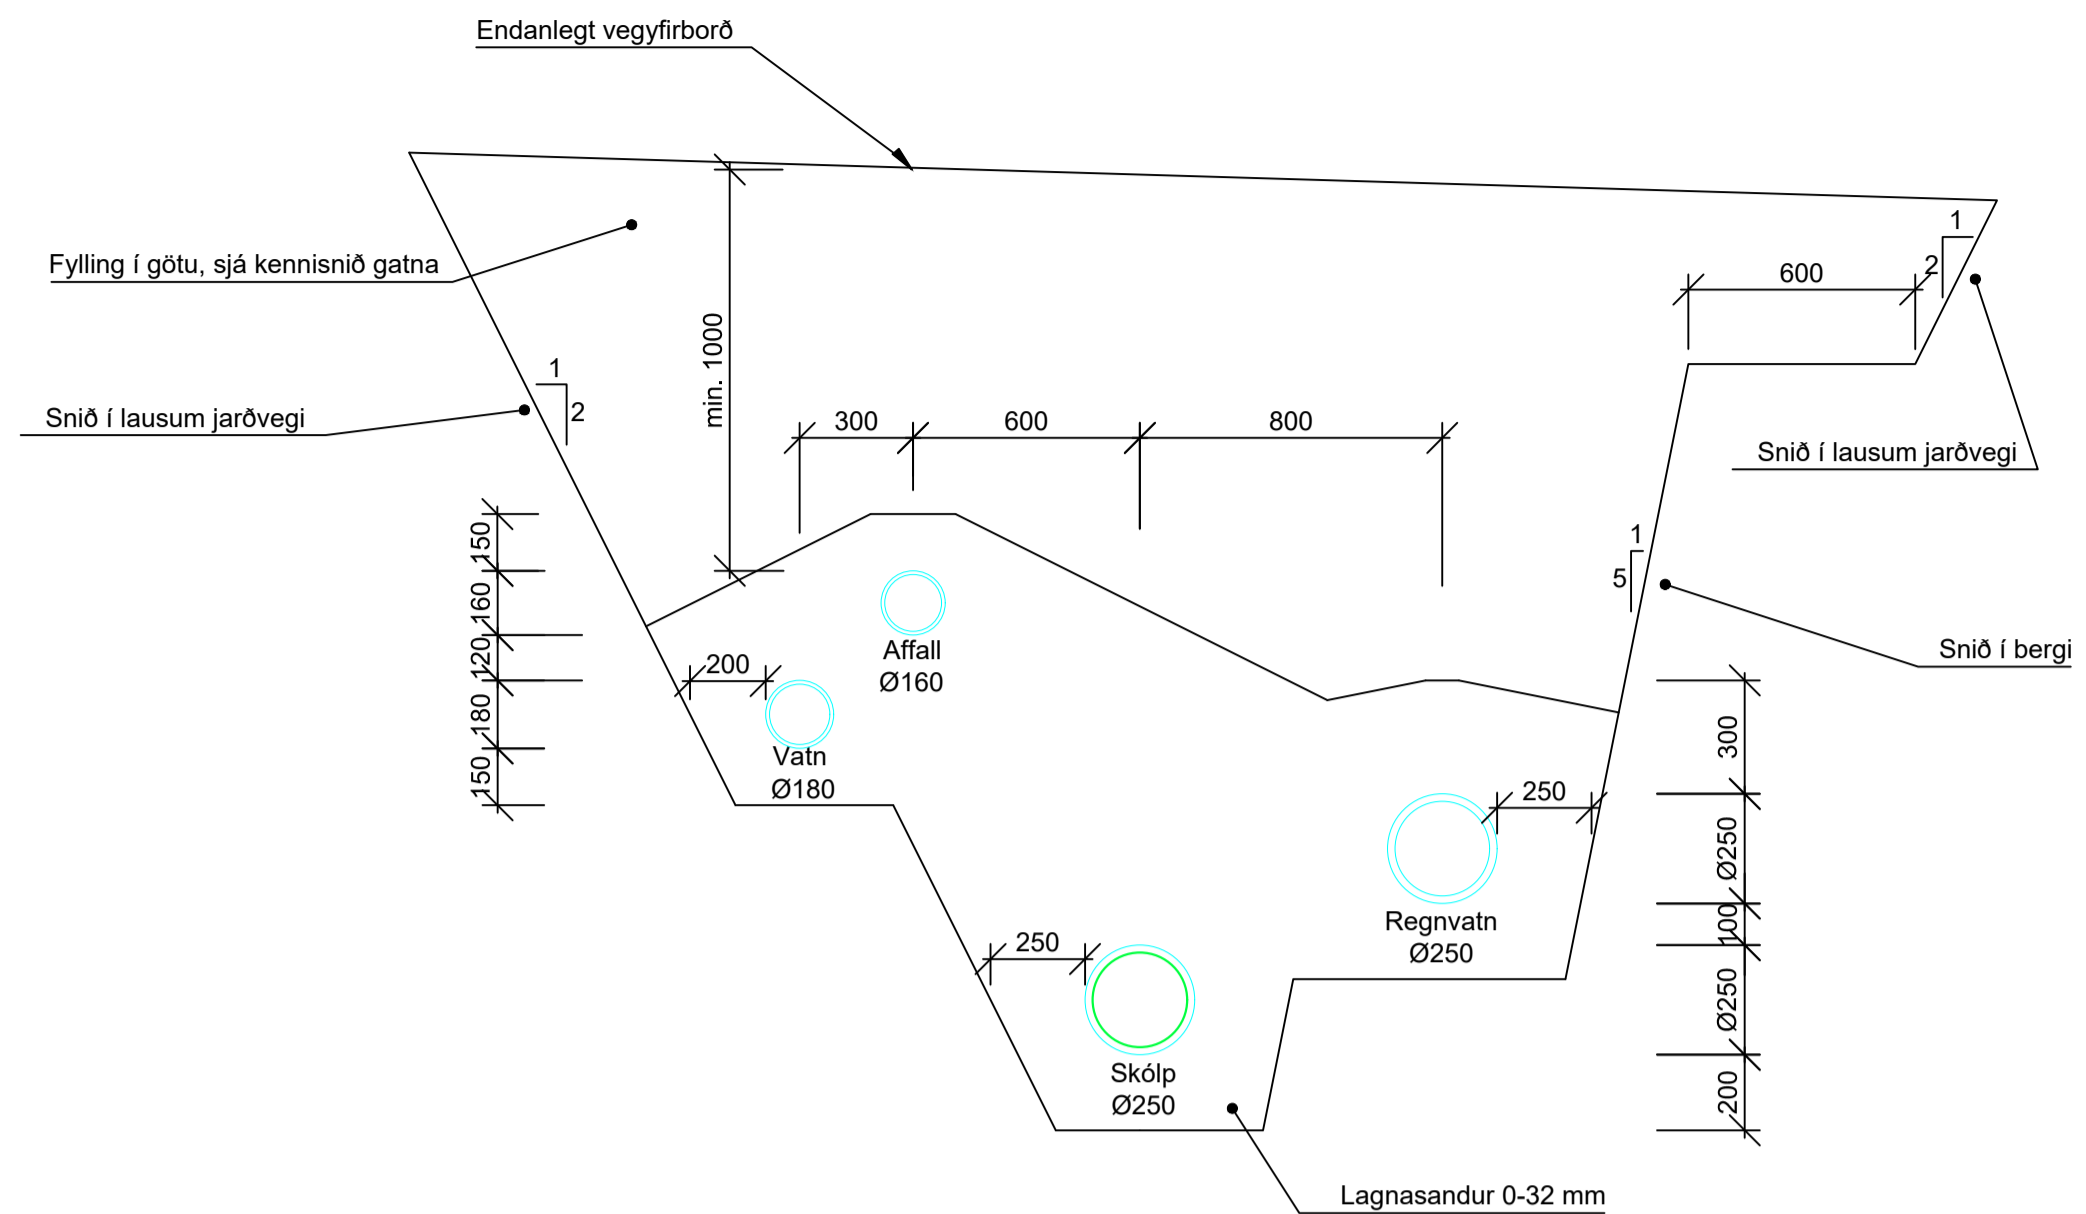 Endanlegt vegyfirborð
Fylling í götu, sjá kennisnið gatna
1
2
600
min. 1000
1
2
Snið í lausum jarðvegi
300
600
800
Snið í lausum jarðvegi
1
5
Snið í bergi
150
160
120
180
150
200
Affall
Ø160
Vatn
Ø180
250
Regnvatn
Ø250
250
Skólp
Ø250
300
Ø250
100
Ø250
200
Lagnasandur 0-32 mm